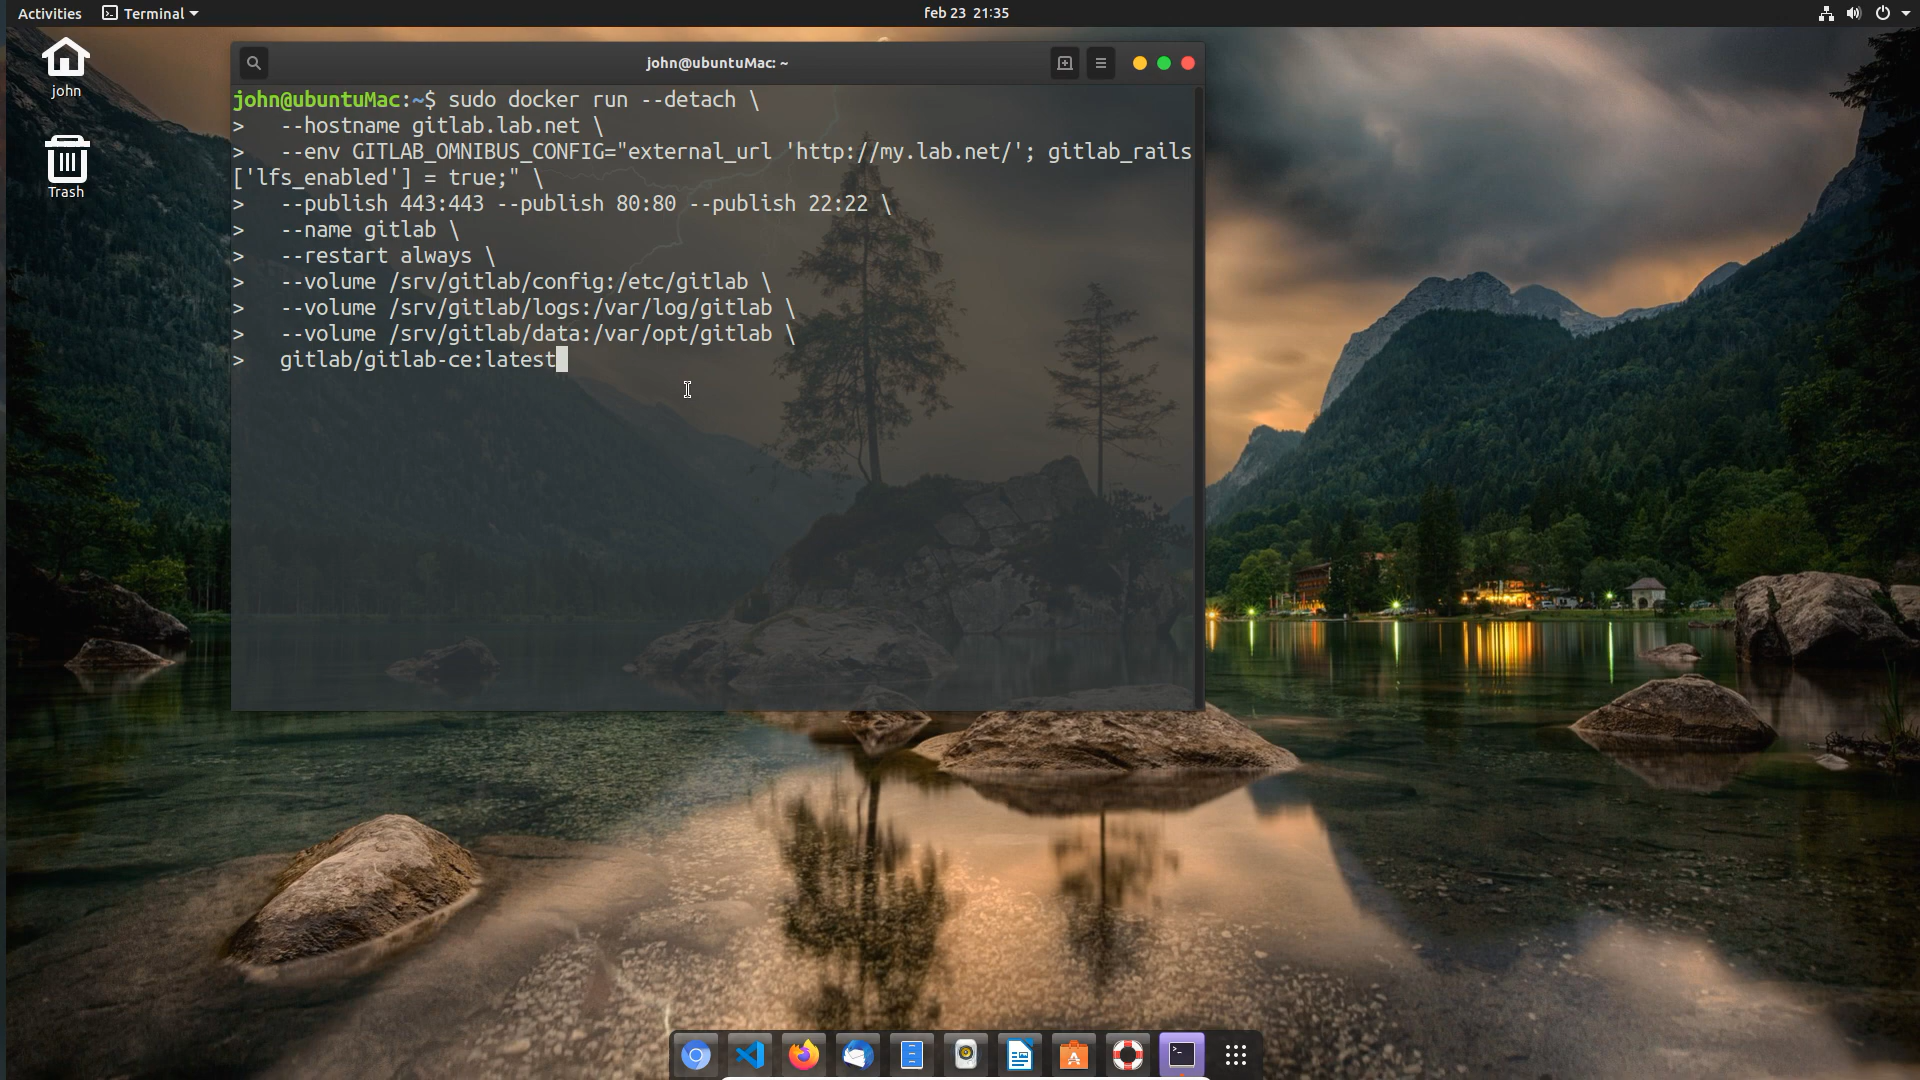 Activities Terminal feb 23 21:35
john
Trash
john@ubuntuMac: ~
john@ubuntuMac:~$ sudo docker run --detach \
>   --hostname gitlab.lab.net \
>   --env GITLAB_OMNIBUS_CONFIG="external_url 'http://my.lab.net/'; gitlab_rails
['lfs_enabled'] = true;" \
>   --publish 443:443 --publish 80:80 --publish 22:22 \
>   --name gitlab \
>   --restart always \
>   --volume /srv/gitlab/config:/etc/gitlab \
>   --volume /srv/gitlab/logs:/var/log/gitlab \
>   --volume /srv/gitlab/data:/var/opt/gitlab \
>   gitlab/gitlab-ce:latest